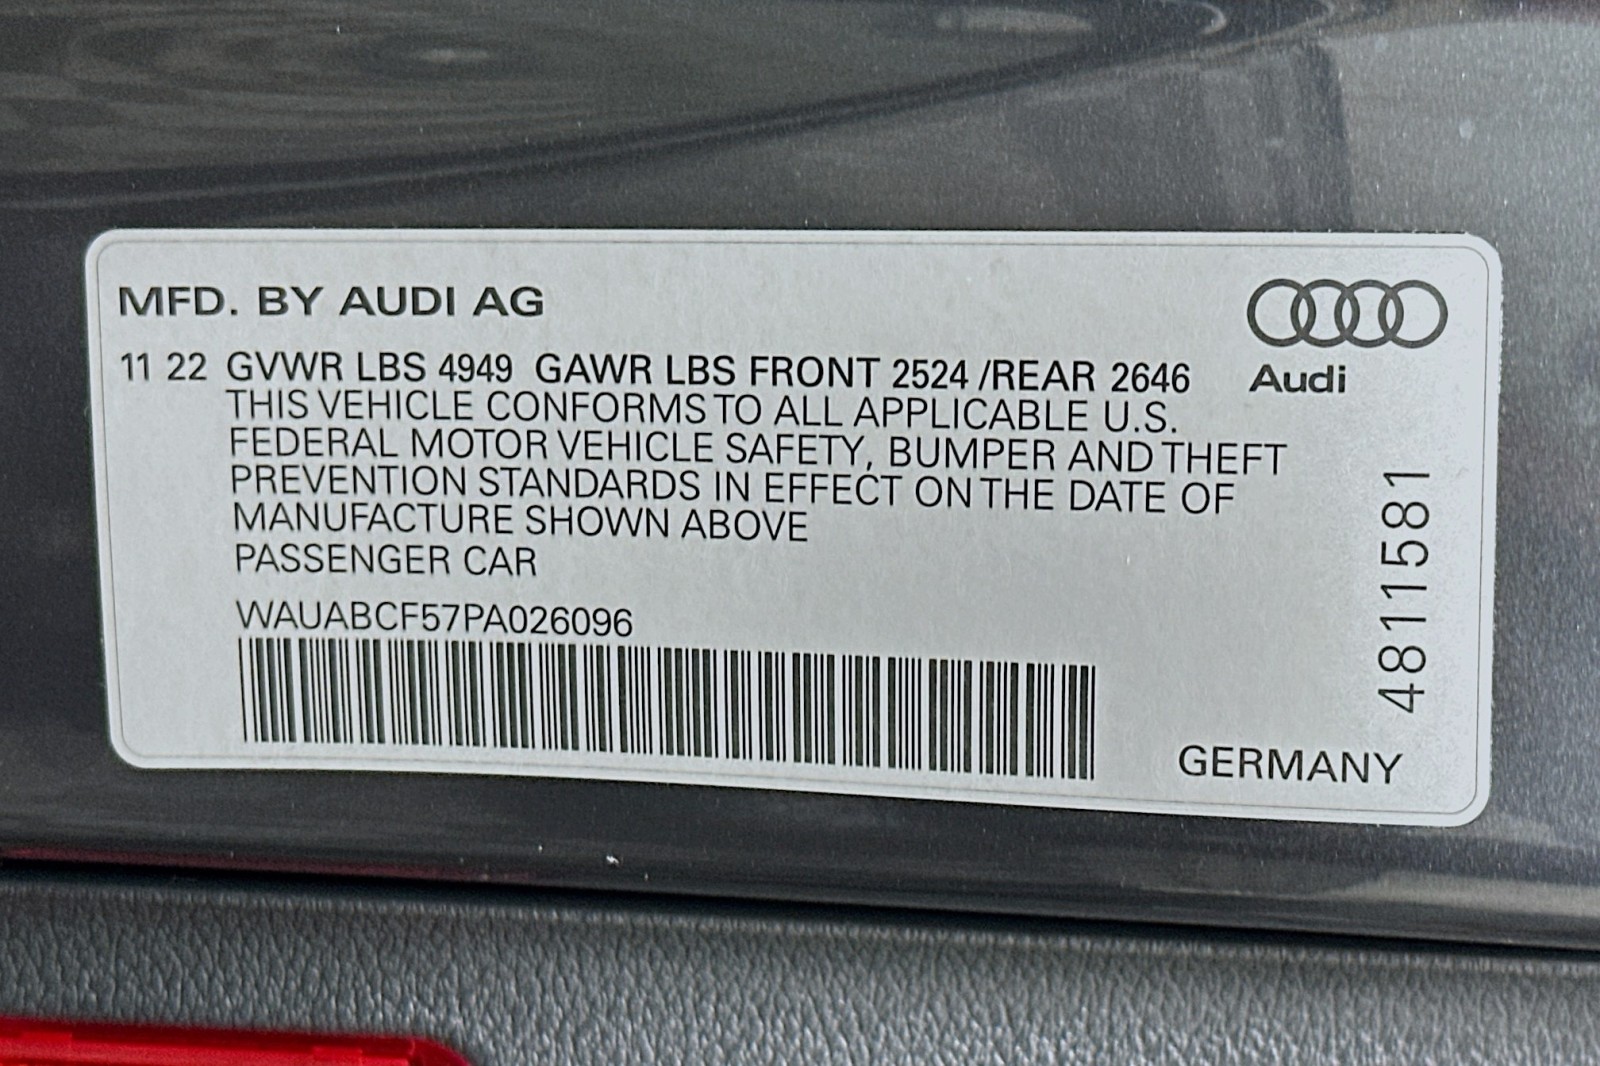 MFD. BY AUDI AG
11 22 GVWR LBS 4949 GAWR LBS FRONT 2524 /REAR 2646
Audi
THIS VEHICLE CONFORMS TO ALL APPLICABLE U.S.
FEDERAL MOTOR VEHICLE SAFETY, BUMPER AND THEFT
PREVENTION STANDARDS IN EFFECT ON THE DATE OF
MANUFACTURE SHOWN ABOVE
PASSENGER CAR
WAUABCF57PA026096
4811581
GERMANY